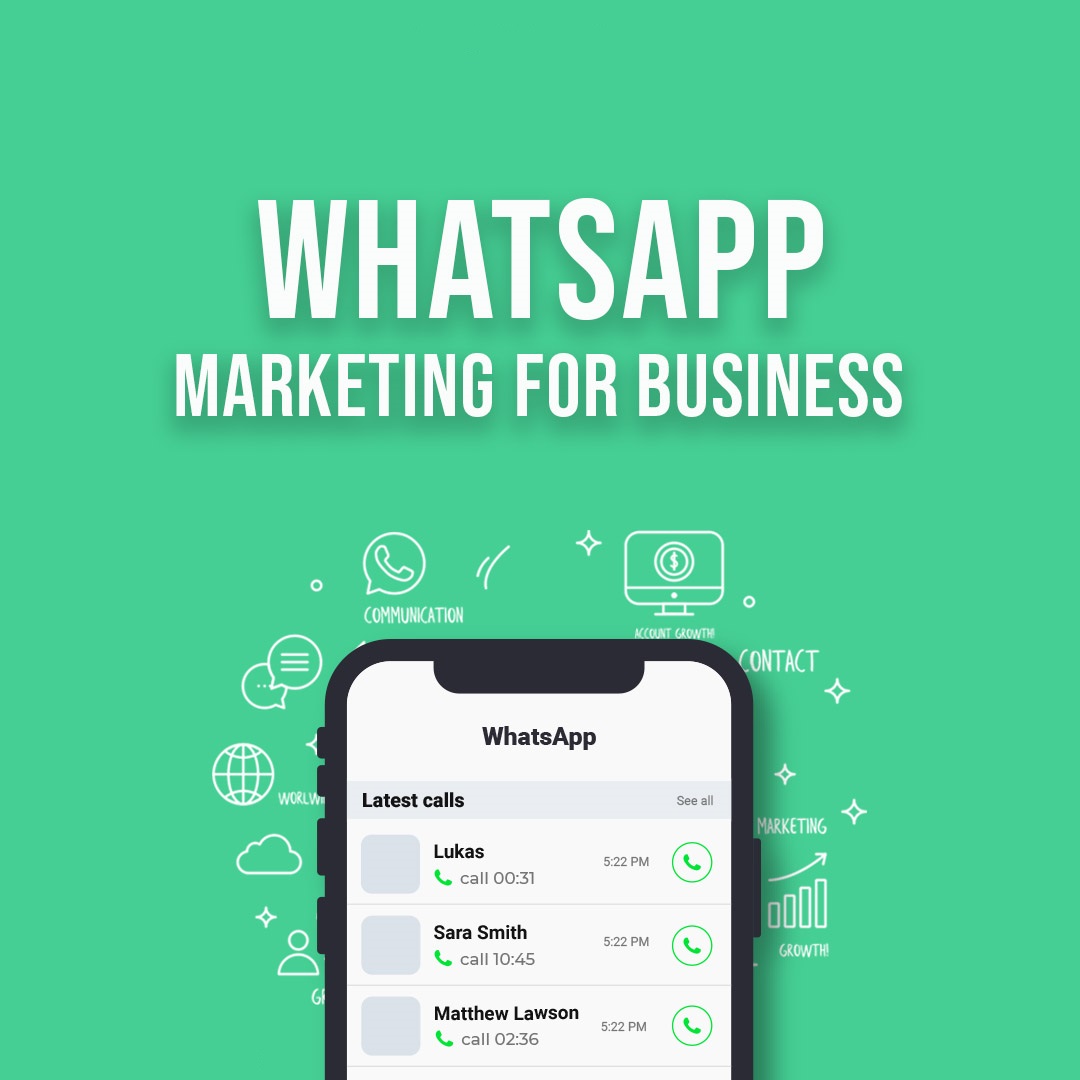 WHATSAPP
MARKETING FOR BUSINESS
COMMUNICATION
ACCOUNT GROWTH!
CONTACT
WhatsApp
Latest calls
See all
Lukas
5:22 PM
call 00:31
Sara Smith
5:22 PM
call 10:45
Matthew Lawson
5:22 PM
call 02:36
MARKETING
GROWTH!